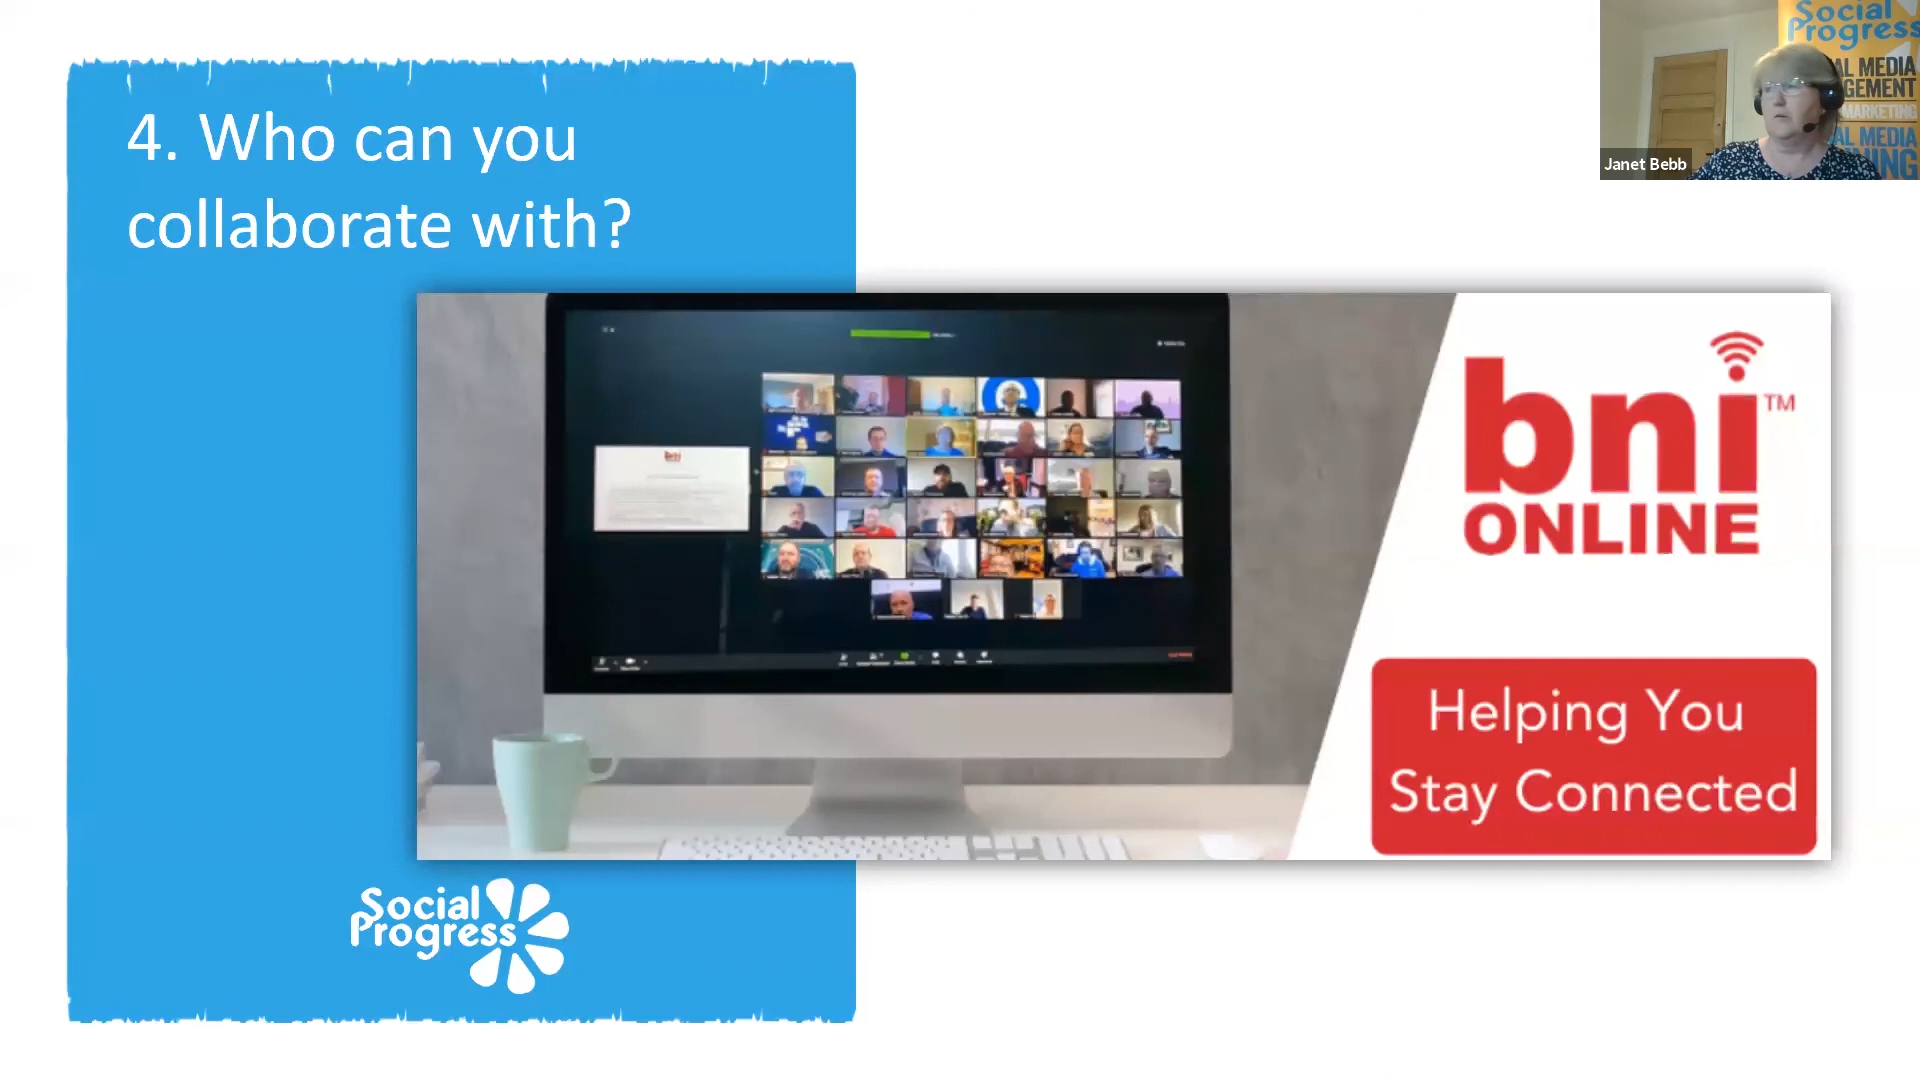 4. Who can you
collaborate with?
Social
Progress
AL MEDIA
GEMENT
MARKETING
AL MEDIA
NING
Janet Bebb
bni
bni™
ONLINE
Helping You
Stay Connected
Social
Progress